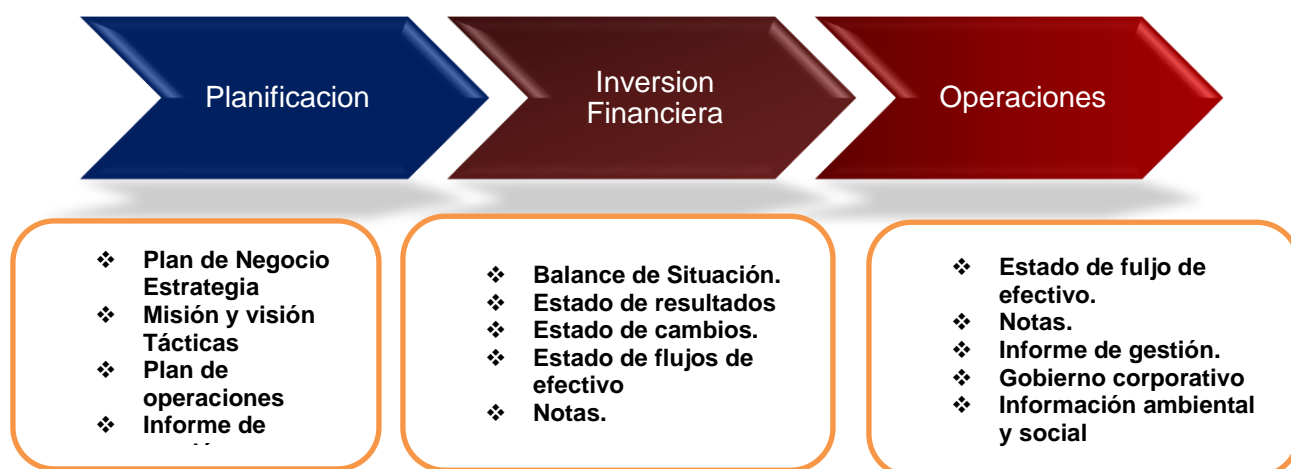 Planificacion
Inversion
Financiera
Operaciones
❖ Plan de Negocio
Estrategia
❖ Misión y visión
Tácticas
❖ Plan de
operaciones
❖ Informe de
❖ Balance de Situación.
❖ Estado de resultados
❖ Estado de cambios.
❖ Estado de flujos de
efectivo
❖ Notas.
❖ Estado de fuljo de
efectivo.
❖ Notas.
❖ Informe de gestión.
❖ Gobierno corporativo
❖ Información ambiental
y social